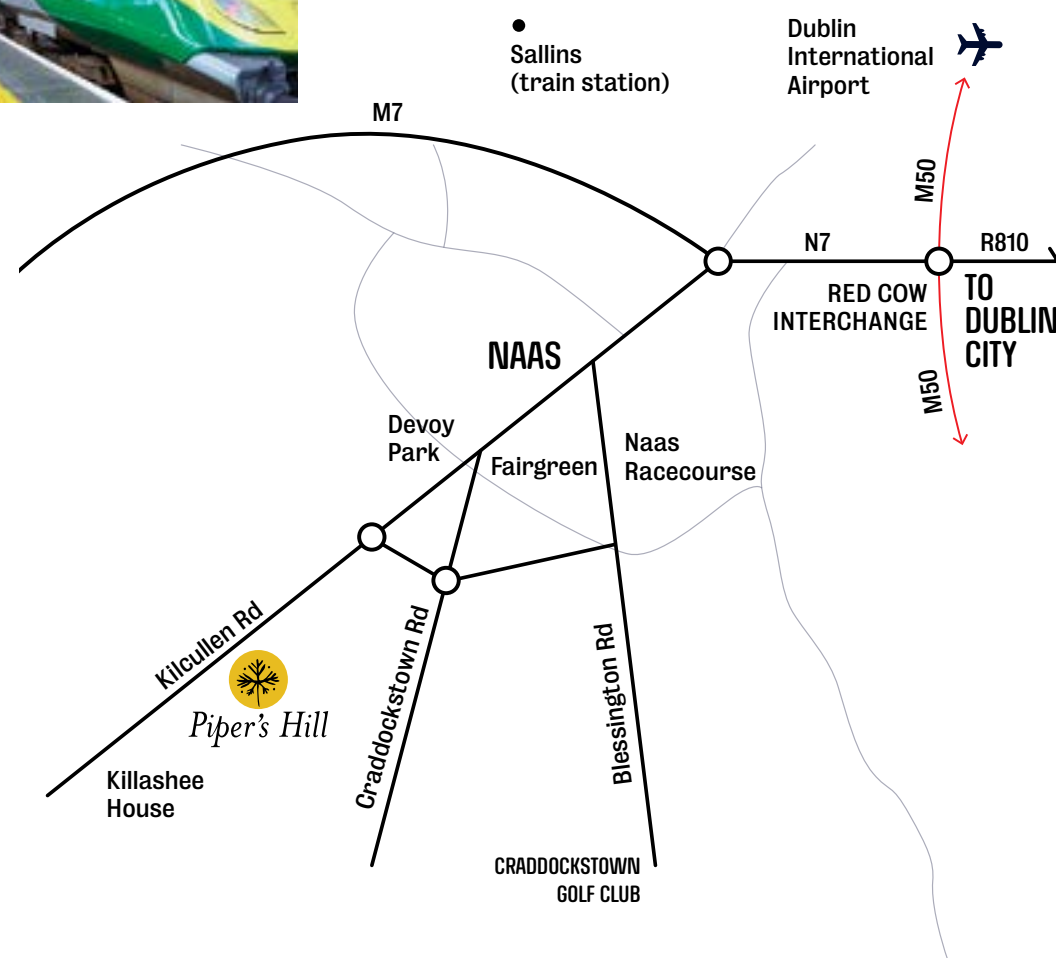 Sallins
(train station)
Dublin
International
Airport
M7
M50
N7
R810
RED COW
INTERCHANGE
TO
DUBLIN
CITY
M50
NAAS
Devoy
Park
Fairgreen
Naas
Racecourse
Kilcullen Rd
Piper's Hill
Craddockstown Rd
Blessington Rd
Killashee
House
CRADDOCKSTOWN
GOLF CLUB